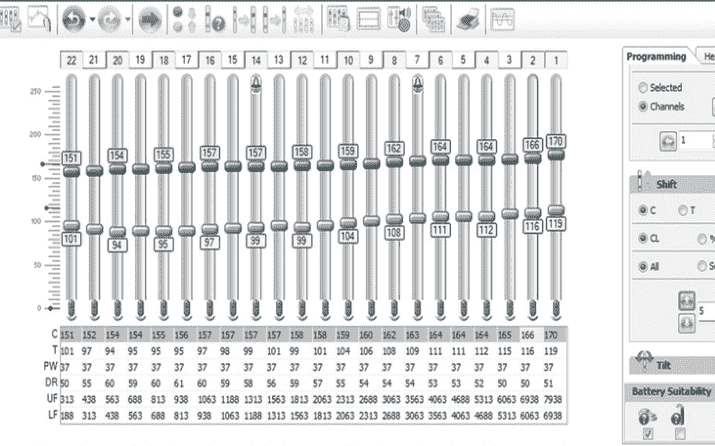 22 21 20 19 18 17 16 15 14 13 12 11 10 9 8 7 6 5 4 3 2 1
Programming He
Selected
Channels
1
250
200
150
100
50
0
151 154 155 157 157 158 159 162 164 164 166 170
101 94 95 97 99 99 104 108 111 112 116 119
Shift
C T
CL %
All S
5
C 151 152 154 154 155 156 157 157 157 157 158 158 159 160 162 163 164 164 164 165 166 170
T 101 97 94 95 95 95 97 98 99 101 99 101 104 106 108 109 111 111 112 115 116 119
PW 37 37 37 37 37 37 37 37 37 37 37 37 37 37 37 37 37 37 37 37 37 37
DR 50 55 60 59 60 61 60 59 58 56 59 57 55 54 54 54 53 53 52 50 50 51
UF 313 438 563 688 813 938 1063 1188 1313 1563 1813 2063 2313 2688 3063 3563 4063 4688 5313 6063 6938 7938
LF 188 313 438 563 688 813 938 1063 1188 1313 1563 1813 2063 2313 2688 3063 3563 4063 4688 5313 6063 6938
Tilt
Battery Suitability